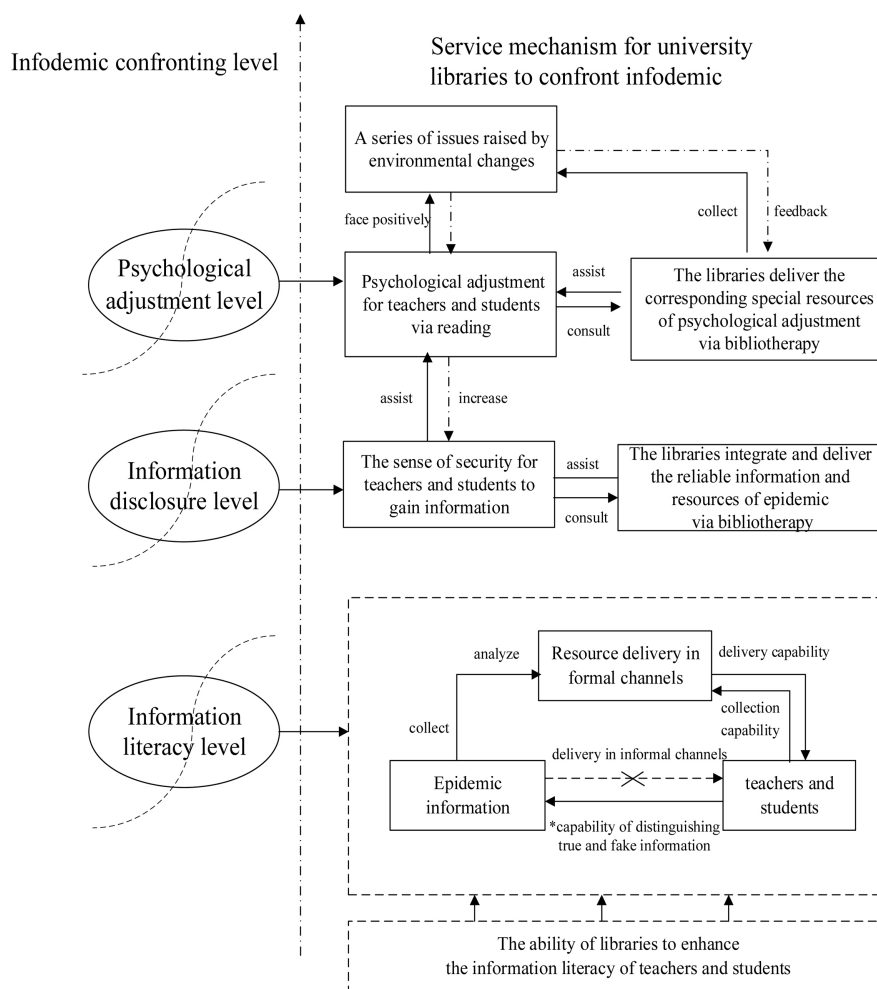 Infodemic confronting level
Service mechanism for university
libraries to confront infodemic
A series of issues raised by
environmental changes
face positively
collect
feedback
Psychological
adjustment level
Psychological adjustment
for teachers and students
via reading
assist
consult
The libraries deliver the
corresponding special resources
of psychological adjustment
via bibliotherapy
assist
increase
Information
disclosure level
The sense of security for
teachers and students to
gain information
assist
consult
The libraries integrate and deliver
the reliable information and
resources of epidemic
via bibliotherapy
Information
literacy level
analyze
Resource delivery in
formal channels
delivery capability
collect
collection
capability
delivery in informal channels
Epidemic
information
teachers and
students
*capability of distinguishing
true and fake information
The ability of libraries to enhance
the information literacy of teachers and students